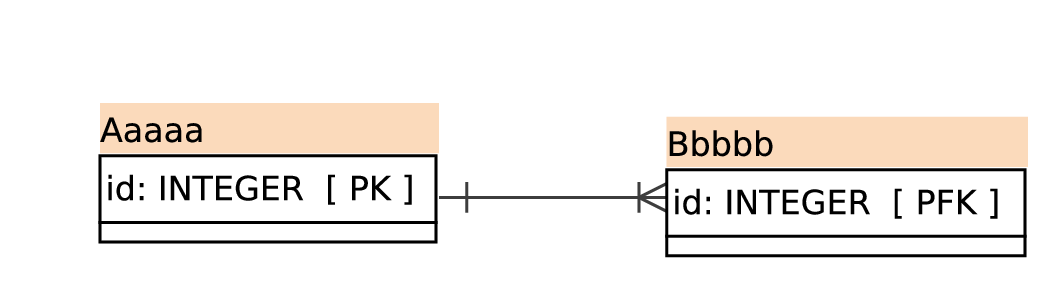 Aaaaa
id: INTEGER [ PK ]
Bbbbb
id: INTEGER [ PFK ]